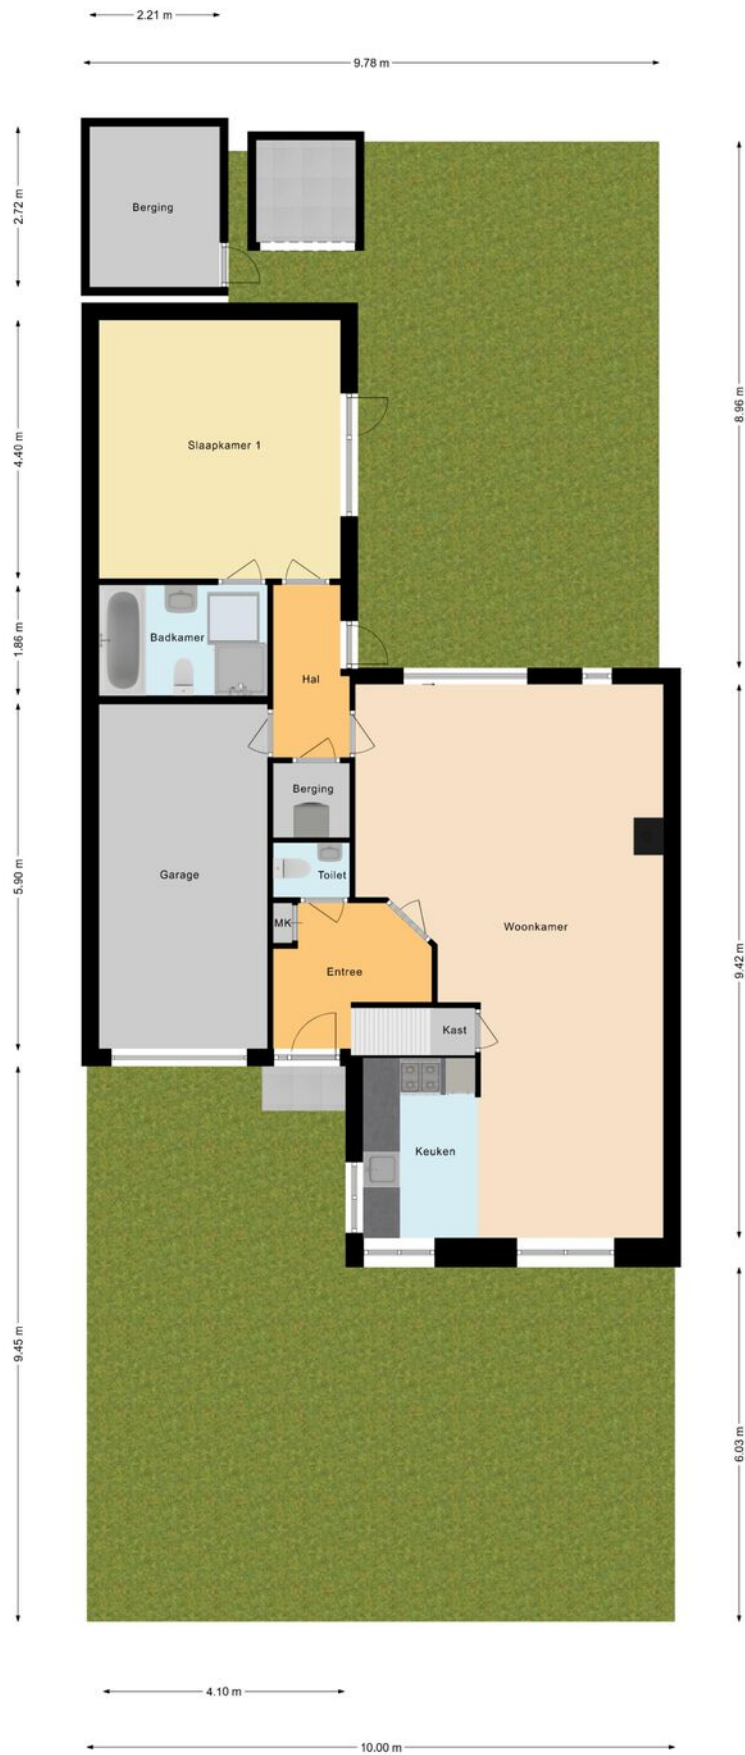 2.21 m
9.78 m
2.72 m
Berging
8.96 m
4.40 m
Slaapkamer 1
1.86 m
Badkamer
Hal
Berging
5.90 m
Garage
Toilet
MK
Woonkamer
9.42 m
Entree
Kast
Keuken
9.45 m
6.03 m
4.10 m
10.00 m